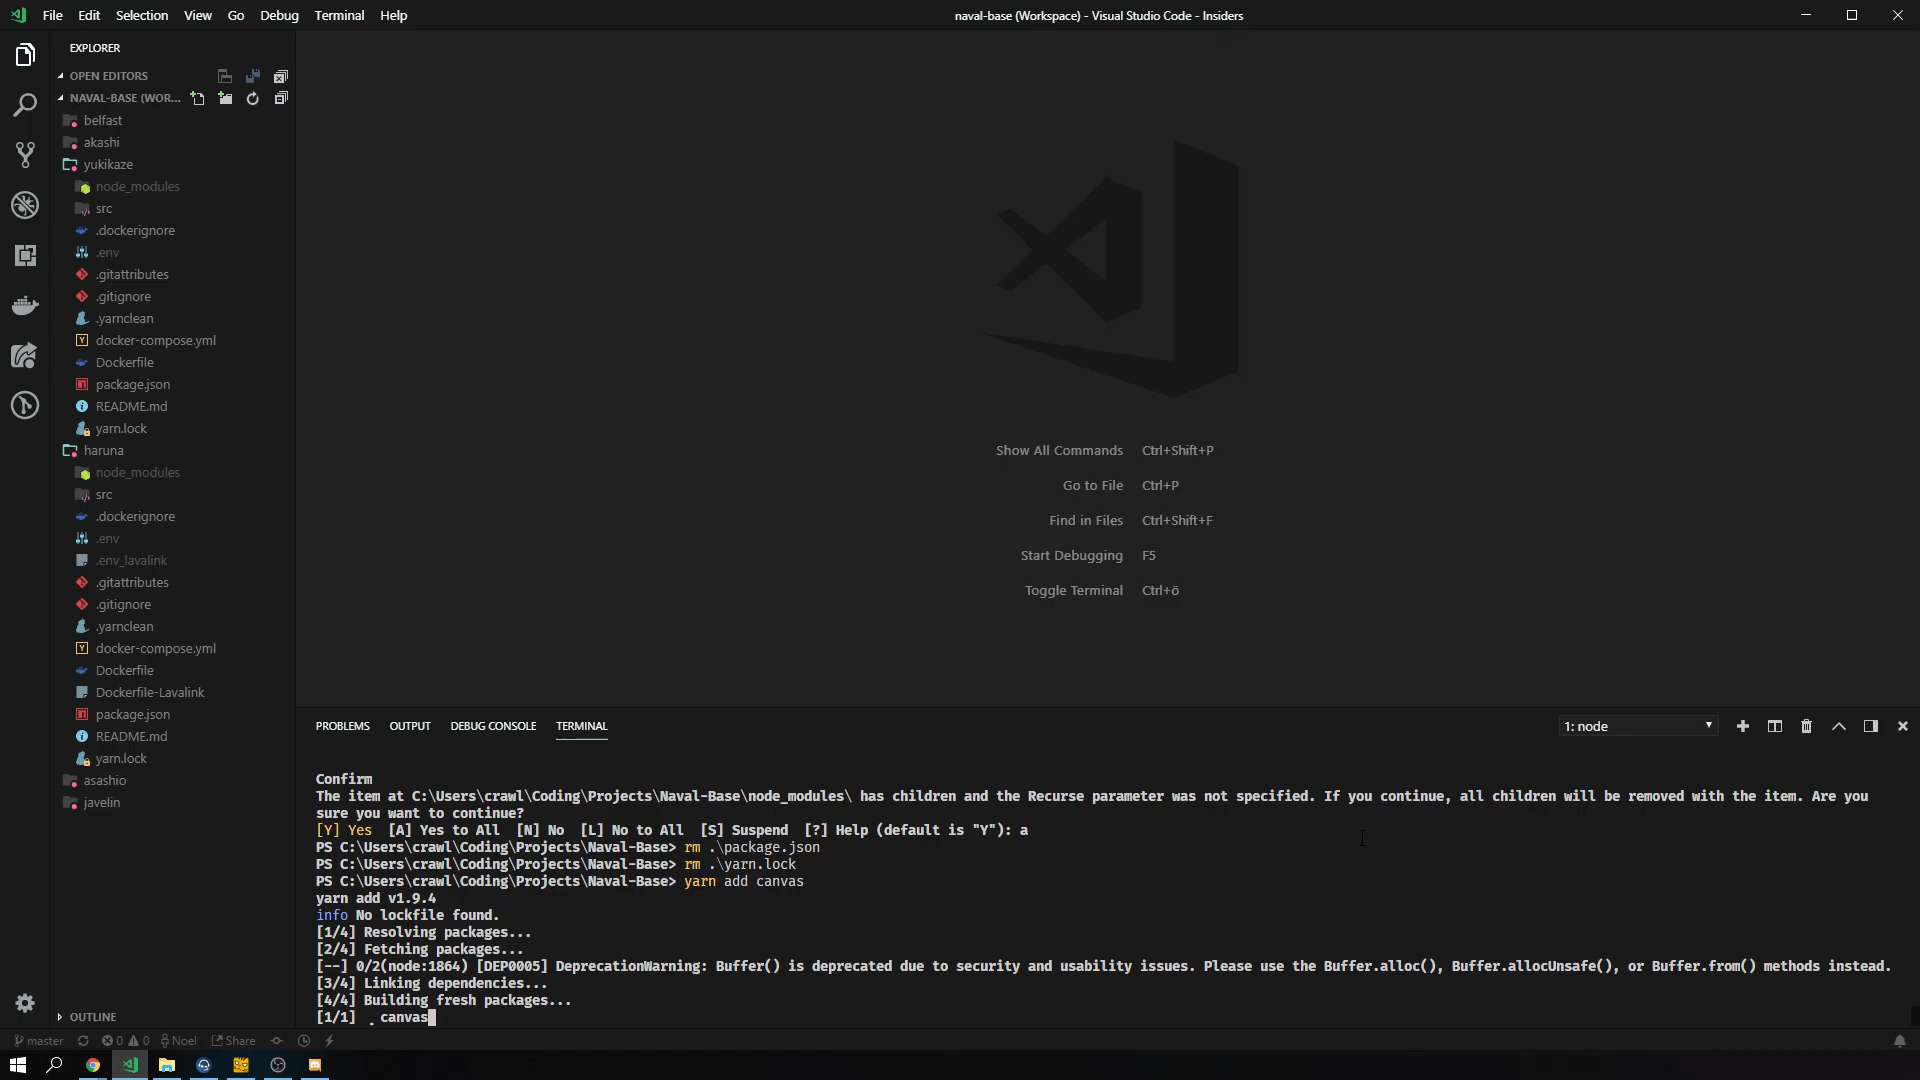 File Edit Selection View Go Debug Terminal Help
naval-base (Workspace) - Visual Studio Code - Insiders
EXPLORER
OPEN EDITORS
NAVAL-BASE (WOR...
belfast
akashi
yukikaze
node_modules
src
.dockerignore
.env
.gitattributes
.gitignore
.yarnclean
docker-compose.yml
Dockerfile
package.json
README.md
yarn.lock
haruna
node_modules
src
.dockerignore
.env
.env_lavalink
.gitattributes
.gitignore
.yarnclean
docker-compose.yml
Dockerfile
Dockerfile-Lavalink
package.json
README.md
yarn.lock
asashio
javelin
OUTLINE
Show All Commands Ctrl+Shift+P
Go to File Ctrl+P
Find in Files Ctrl+Shift+F
Start Debugging F5
Toggle Terminal Ctrl+ö
PROBLEMS OUTPUT DEBUG CONSOLE TERMINAL
1: node
Confirm
The item at C:\Users\crawl\Coding\Projects\Naval-Base\node_modules\ has children and the Recurse parameter was not specified. If you continue, all children will be removed with the item. Are you
sure you want to continue?
[Y] Yes [A] Yes to All [N] No [L] No to All [S] Suspend [?] Help (default is "Y"): a
PS C:\Users\crawl\Coding\Projects\Naval-Base> rm .\package.json
PS C:\Users\crawl\Coding\Projects\Naval-Base> rm .\yarn.lock
PS C:\Users\crawl\Coding\Projects\Naval-Base> yarn add canvas
yarn add v1.9.4
info No lockfile found.
[1/4] Resolving packages...
[2/4] Fetching packages...
[--] 0/2(node:1864) [DEP0005] DeprecationWarning: Buffer() is deprecated due to security and usability issues. Please use the Buffer.alloc(), Buffer.allocUnsafe(), or Buffer.from() methods instead.
[3/4] Linking dependencies...
[4/4] Building fresh packages...
[1/1] . canvas
master 0 0 Noel Share